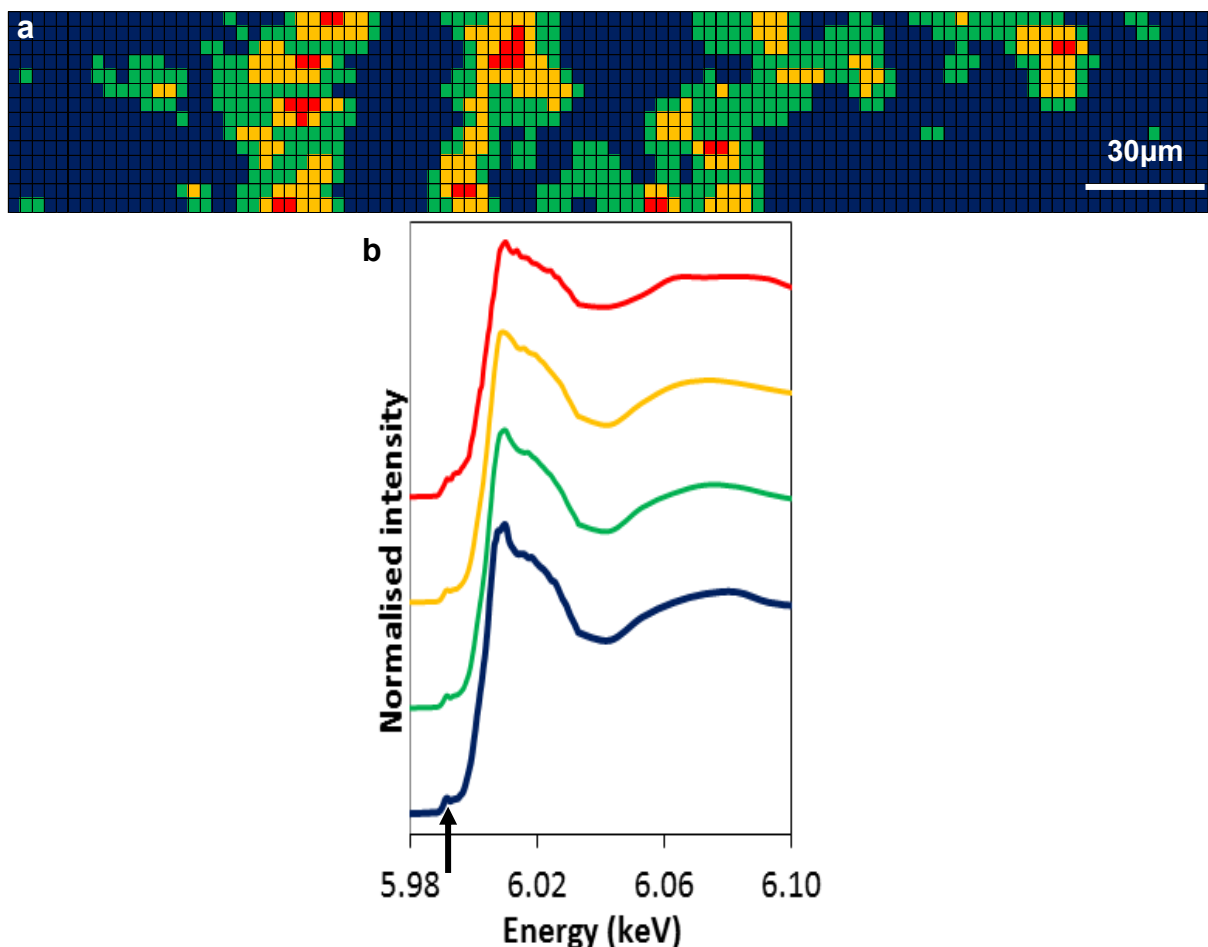 a
30µm
b
Normalised intensity
5.98 6.02 6.06 6.10
Energy (keV)